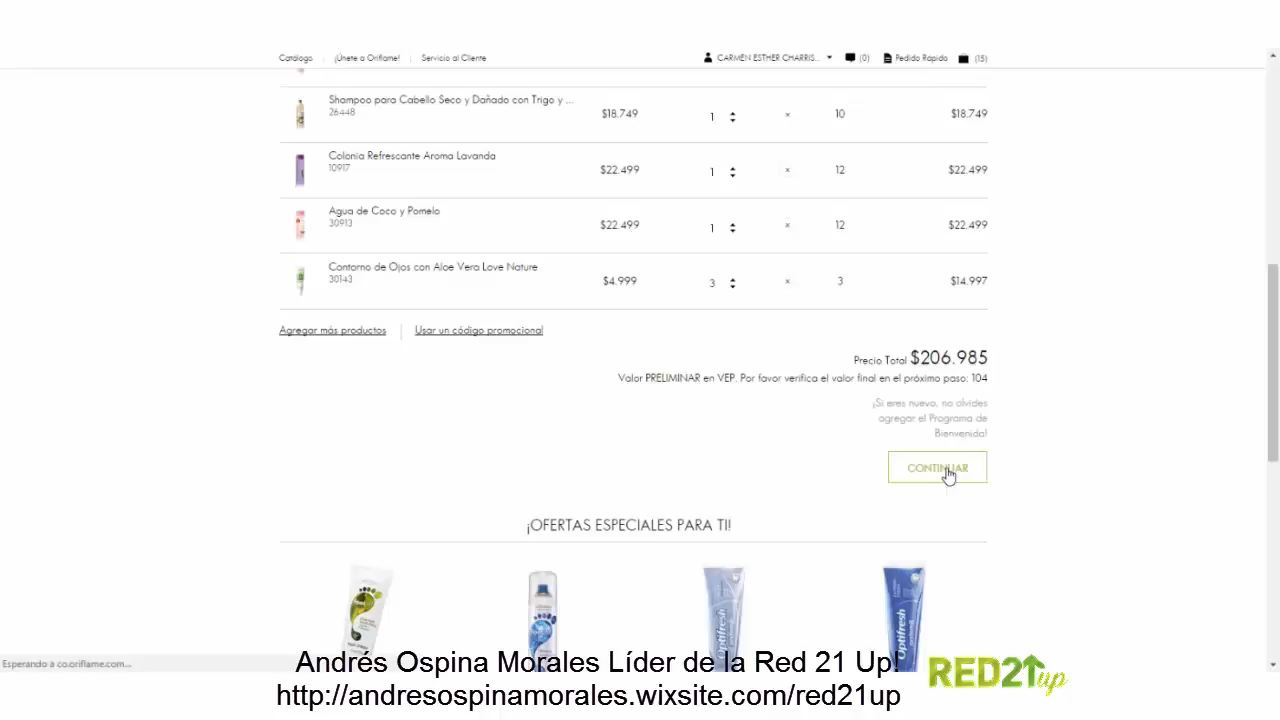 Catálogo ¡Únete a Oriflame! Servicio al Cliente CARMEN ESTHER CHARRIS... (0) Pedido Rápido (15)
Shampoo para Cabello Seco y Dañado con Trigo y ...
26448
$18.749 1 × 10 $18.749
Colonia Refrescante Aroma Lavanda
10917
$22.499 1 × 12 $22.499
Agua de Coco y Pomelo
30913
$22.499 1 × 12 $22.499
Contorno de Ojos con Aloe Vera Love Nature
30143
$4.999 3 × 3 $14.997
Agregar más productos Usar un código promocional
Precio Total $206.985
Valor PRELIMINAR en VEP. Por favor verifica el valor final en el próximo paso: 104
¡Si eres nuevo, no olvides
agregar el Programa de
Bienvenida!
CONTINUAR
¡OFERTAS ESPECIALES PARA TI!
Optifresh
Optifresh
Esperando a co.oriflame.com...
Andrés Ospina Morales Líder de la Red 21 Up!
http://andresospinamorales.wixsite.com/red21up
RED21 up